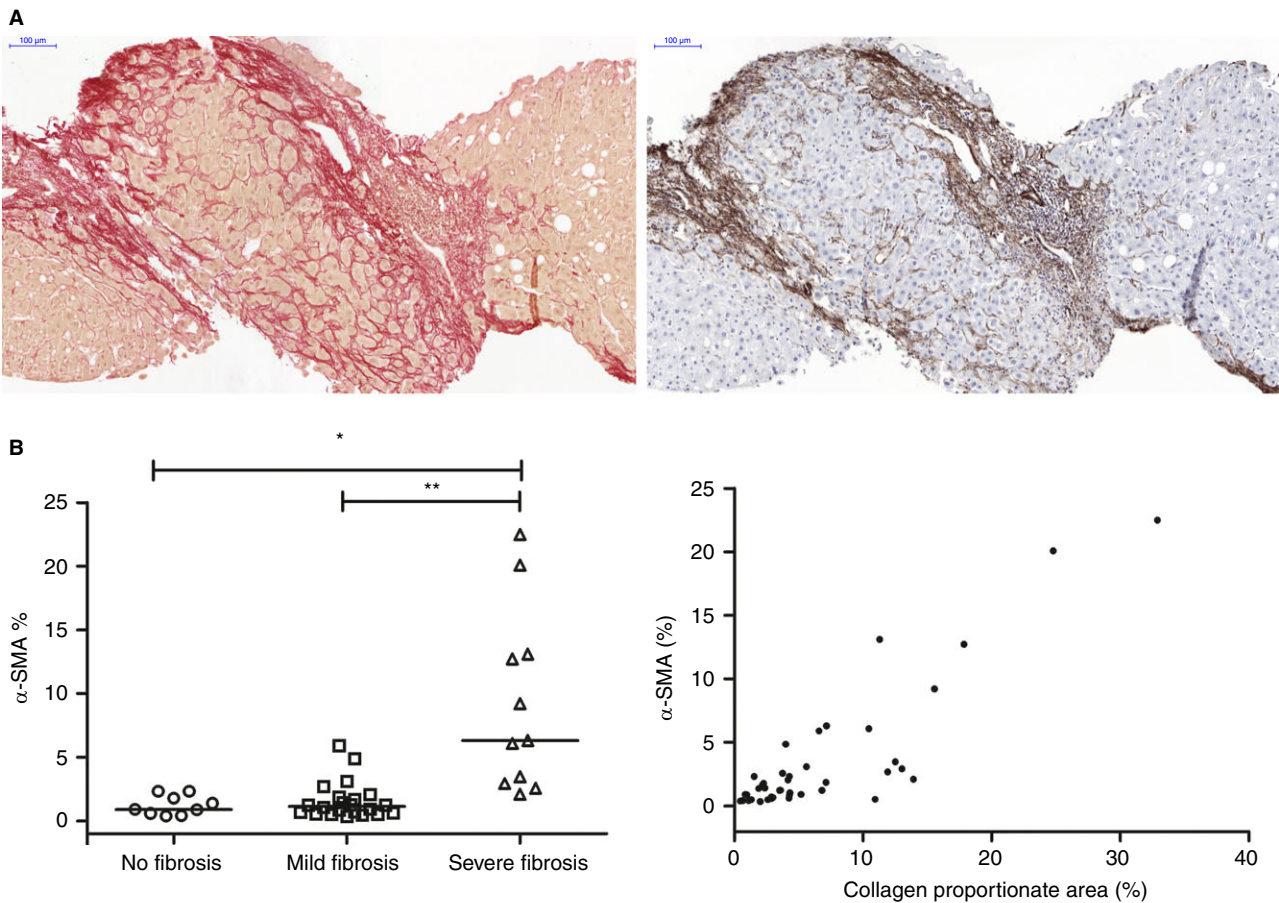 A
100 µm
100 µm
B
*
**
25
20
15
10
5
0
α-SMA %
No fibrosis
Mild fibrosis
Severe fibrosis
25
20
15
10
5
0
α-SMA (%)
0
10
20
30
40
Collagen proportionate area (%)